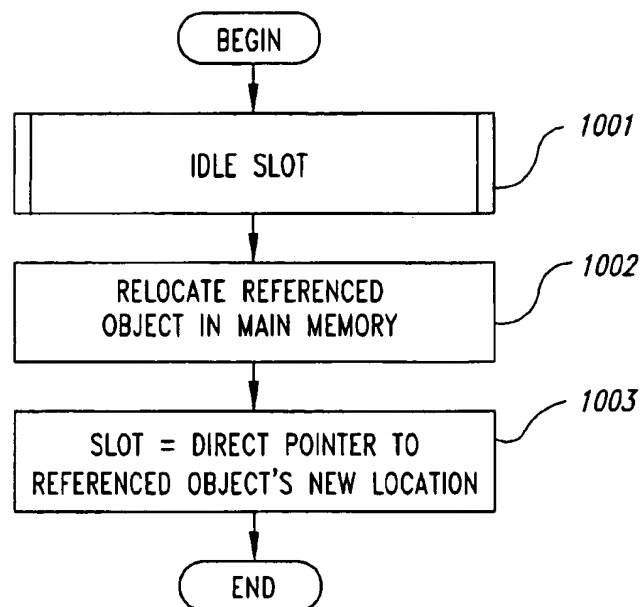 BEGIN
IDLE SLOT
1001
RELOCATE REFERENCED
OBJECT IN MAIN MEMORY
1002
SLOT = DIRECT POINTER TO
REFERENCED OBJECT'S NEW LOCATION
1003
END